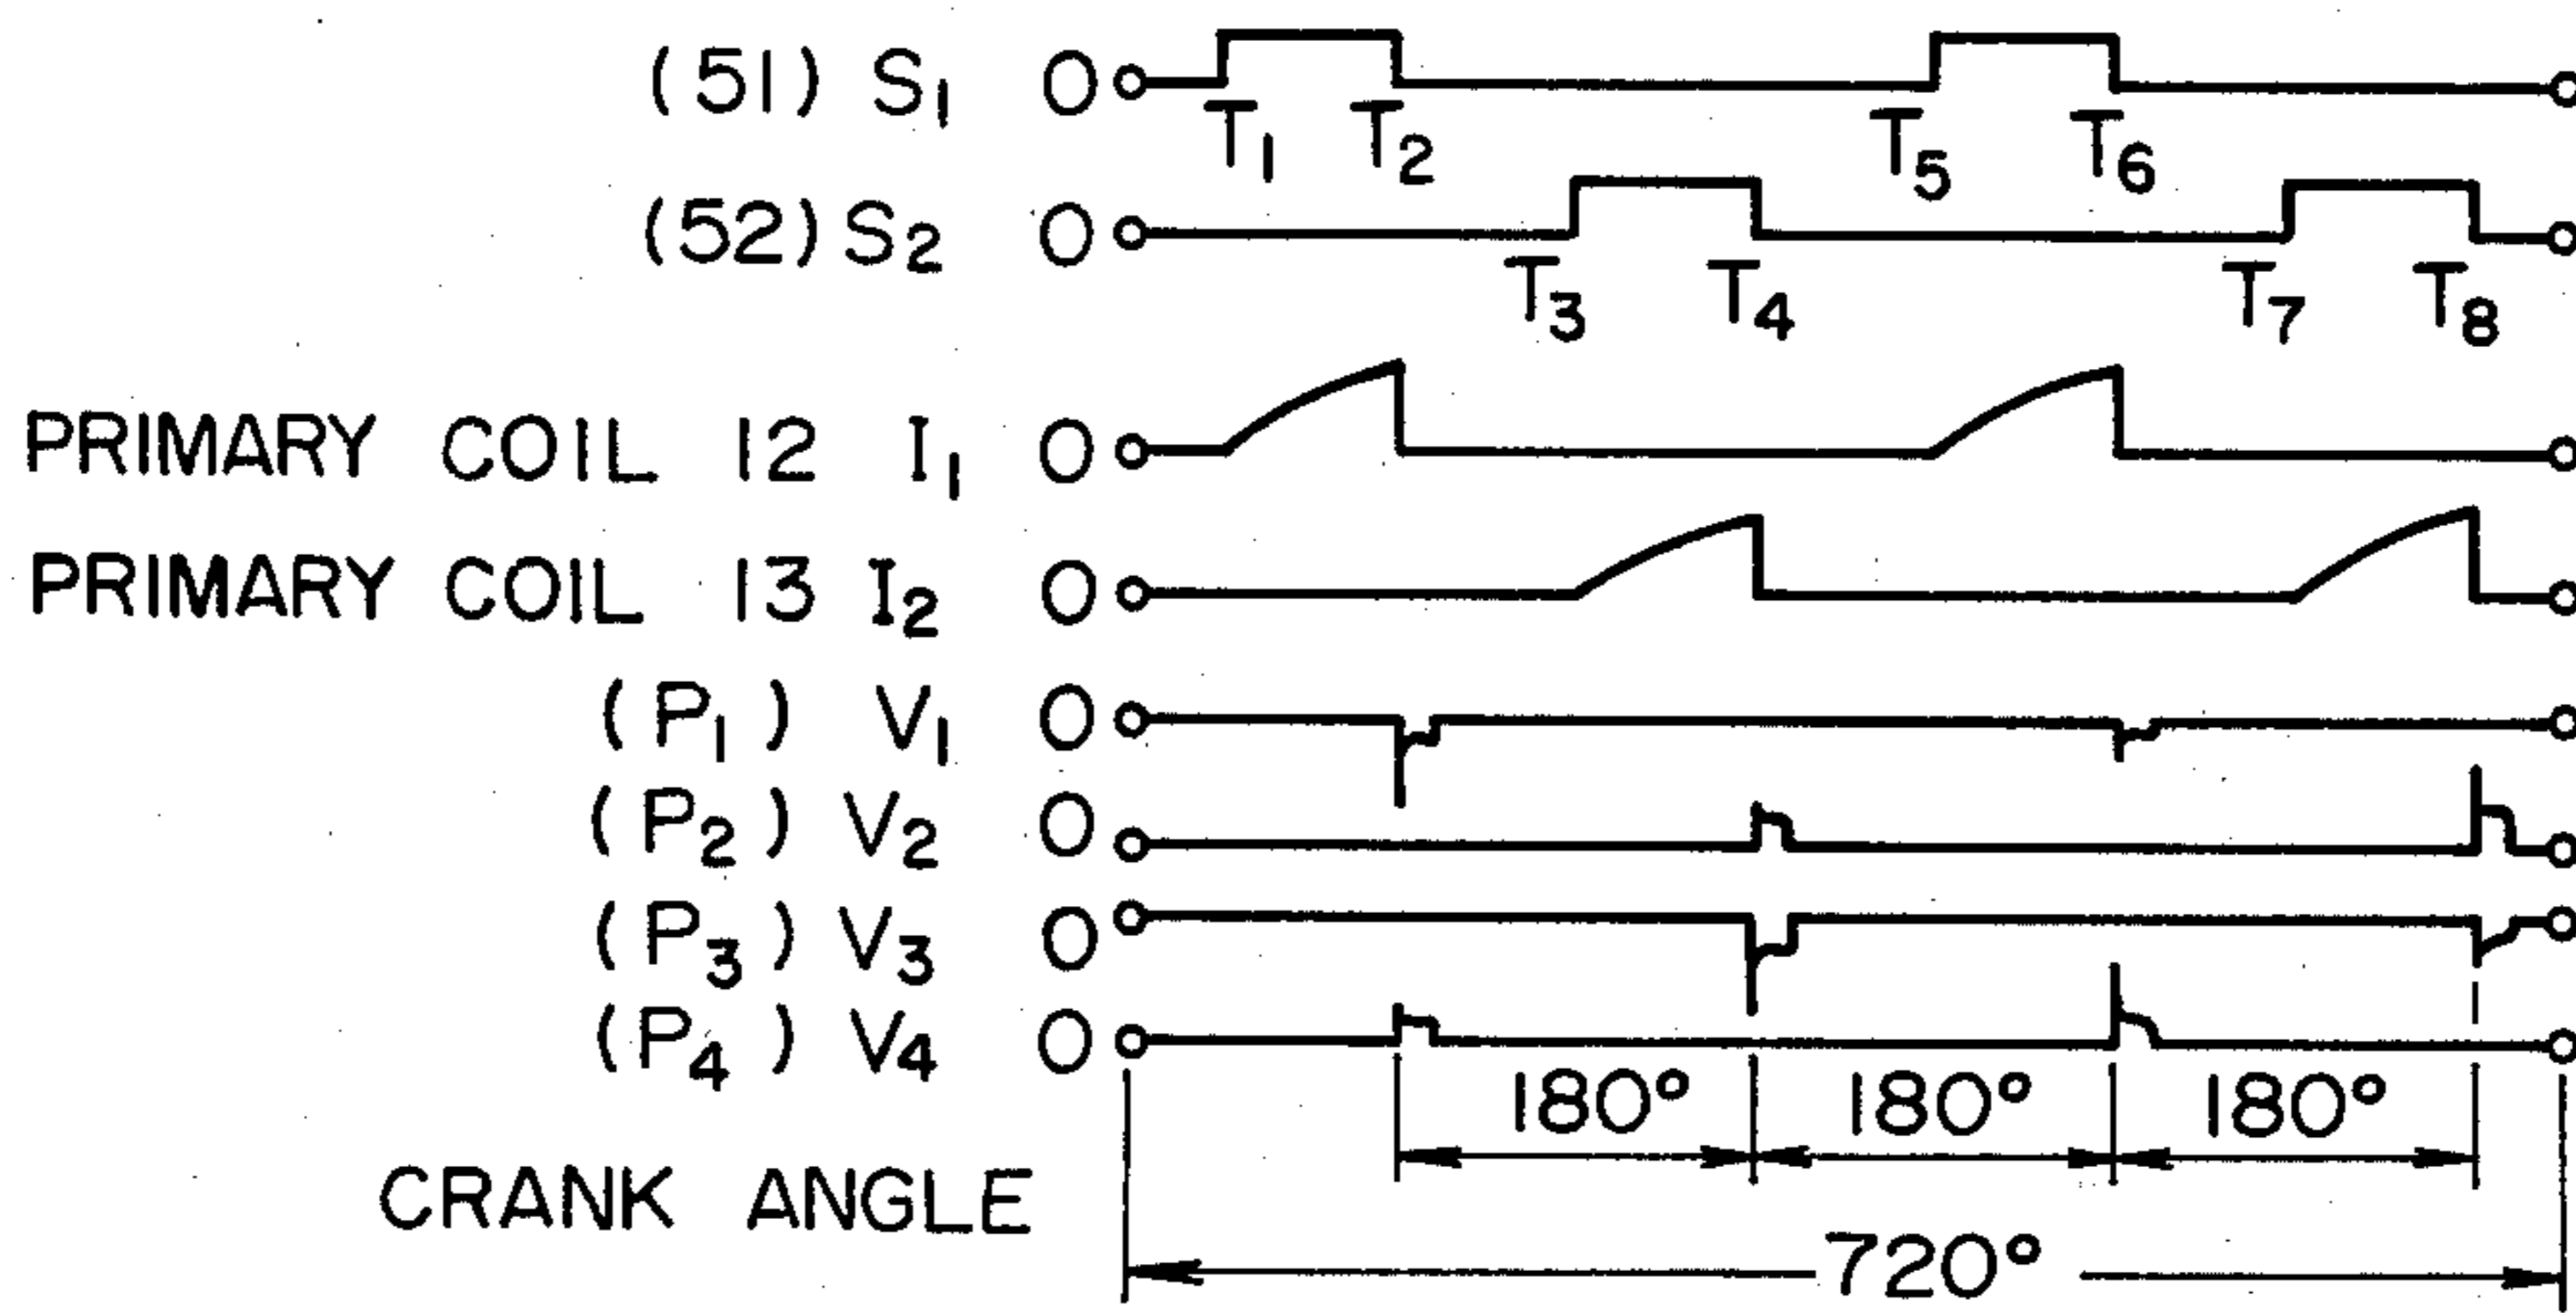 (51) S1 0
T1 T2 T5 T6
(52) S2 0
T3 T4 T7 T8
PRIMARY COIL 12 I1 0
PRIMARY COIL 13 I2 0
(P1) V1 0
(P2) V2 0
(P3) V3 0
(P4) V4 0
180° 180° 180°
CRANK ANGLE
720°